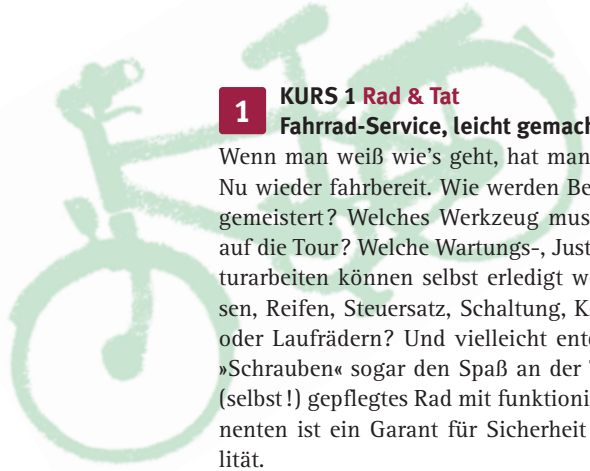 1
KURS 1 Rad & Tat
Fahrrad-Service, leicht gemach
Wenn man weiß wie’s geht, hat man
Nu wieder fahrbereit. Wie werden Be
gemeistert? Welches Werkzeug mus
auf die Tour? Welche Wartungs-, Just
turarbeiten können selbst erledigt w
sen, Reifen, Steuersatz, Schaltung, K
oder Laufrädern? Und vielleicht ent
»Schrauben« sogar den Spaß an der T
(selbst!) gepflegtes Rad mit funktioni
nenten ist ein Garant für Sicherheit
lität.